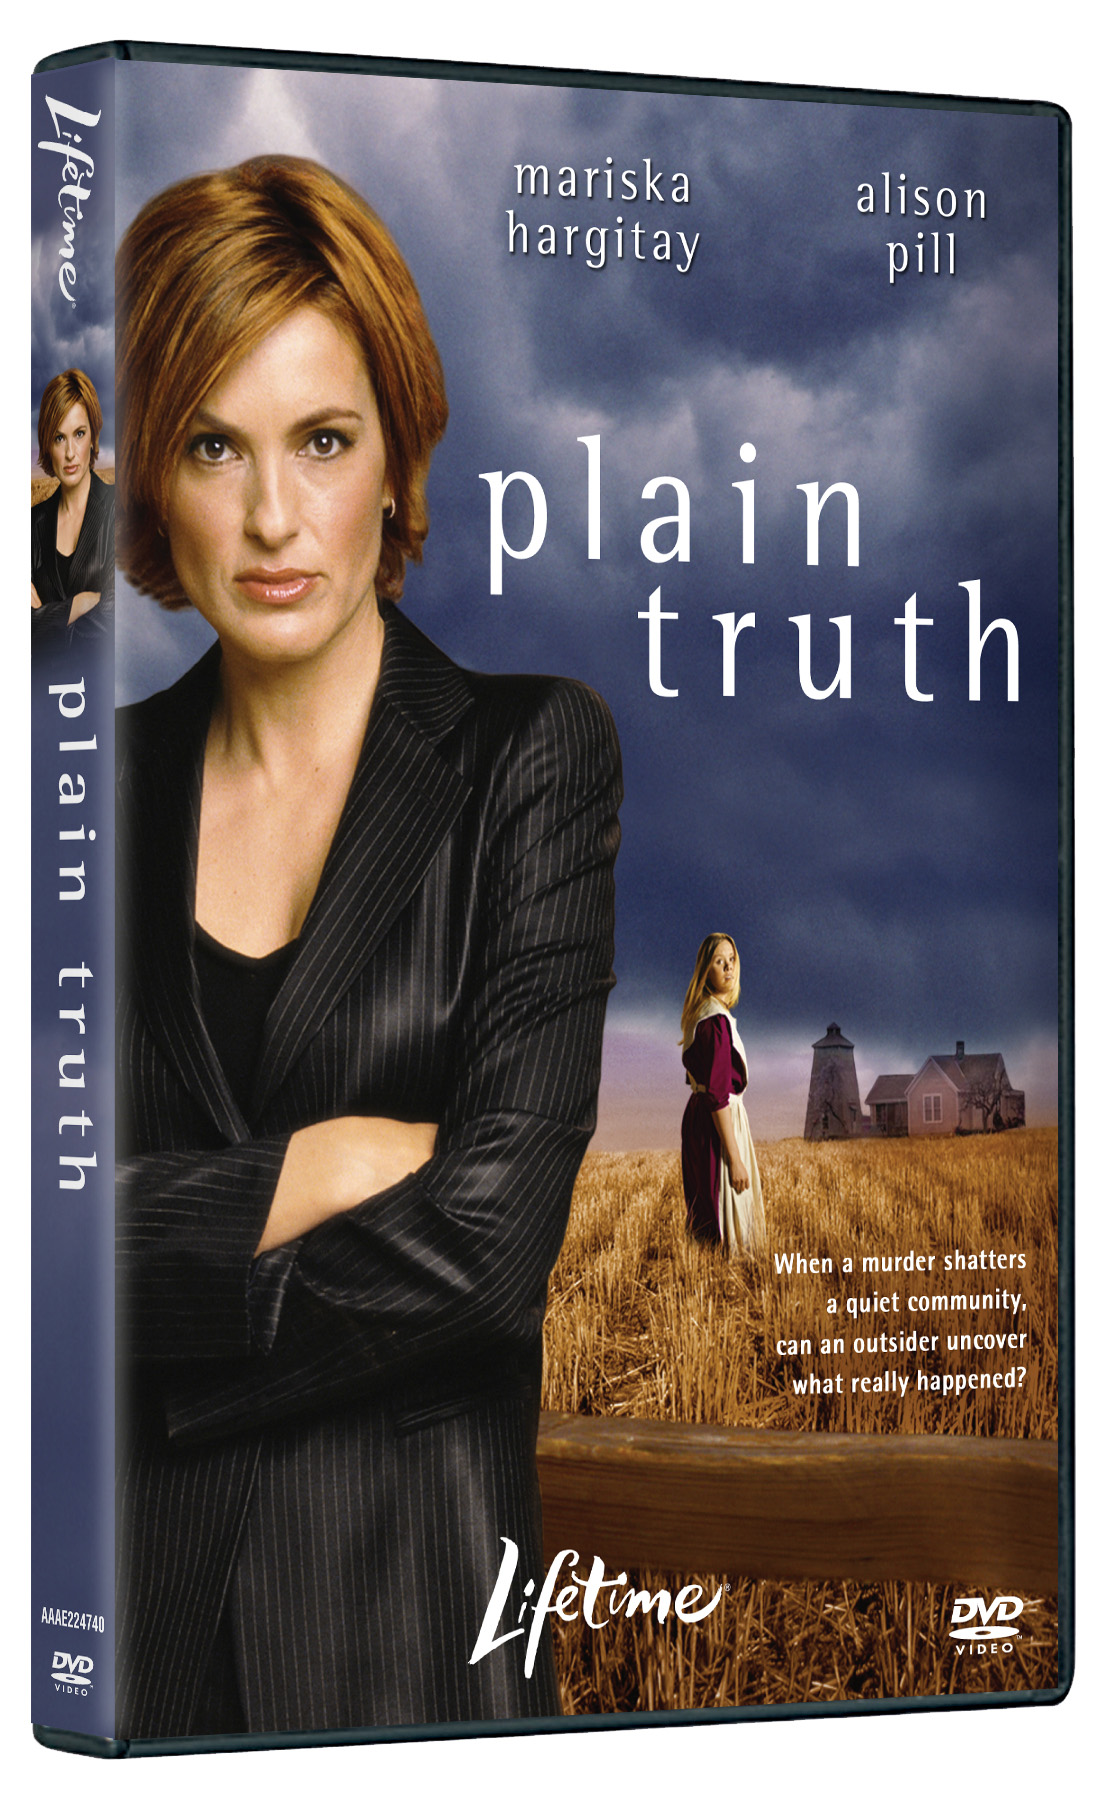 Lifetime
plain truth
AAAE224740
DVD
VIDEO
mariska
hargitay
alison
pill
plain
truth
When a murder shatters
a quiet community,
can an outsider uncover
what really happened?
Lifetime®
DVD™
VIDEO